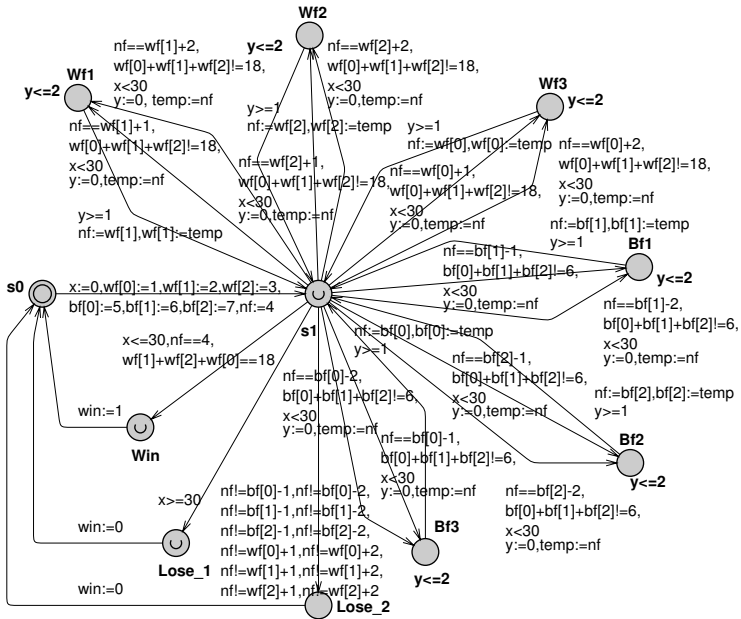 Wf2
y<=2
nf==wf[2]+2,
wf[0]+wf[1]+wf[2]!=18,
x<30
y:=0,temp:=nf
nf==wf[1]+2,
wf[0]+wf[1]+wf[2]!=18,
x<30
y:=0, temp:=nf
Wf1
y<=2
nf==wf[1]+1,
wf[0]+wf[1]+wf[2]!=18,
x<30
y:=0,temp:=nf
y>=1
nf:=wf[1],wf[1]:=temp
y>=1
nf:=wf[2],wf[2]:=temp
nf==wf[2]+1,
wf[0]+wf[1]+wf[2]!=18,
x<30
y:=0,temp:=nf
Wf3
y<=2
y>=1
nf:=wf[0],wf[0]:=temp
nf==wf[0]+1,
wf[0]+wf[1]+wf[2]!=18,
x<30
y:=0,temp:=nf
nf==wf[0]+2,
wf[0]+wf[1]+wf[2]!=18,
x<30
y:=0,temp:=nf
nf:=bf[1],bf[1]:=temp
y>=1
Bf1
y<=2
nf==bf[1]-1,
bf[0]+bf[1]+bf[2]!=6,
x<30
y:=0,temp:=nf
nf==bf[1]-2,
bf[0]+bf[1]+bf[2]!=6,
x<30
y:=0,temp:=nf
s0
x:=0,wf[0]:=1,wf[1]:=2,wf[2]:=3,
bf[0]:=5,bf[1]:=6,bf[2]:=7,nf:=4
s1
x<=30,nf==4,
wf[1]+wf[2]+wf[0]==18
nf:=bf[0],bf[0]:=temp
y>=1
nf==bf[2]-1,
bf[0]+bf[1]+bf[2]!=6,
x<30
y:=0,temp:=nf
nf:=bf[2],bf[2]:=temp
y>=1
Bf2
y<=2
nf==bf[2]-2,
bf[0]+bf[1]+bf[2]!=6,
x<30
y:=0,temp:=nf
nf==bf[0]-2,
bf[0]+bf[1]+bf[2]!=6,
x<30
y:=0,temp:=nf
nf==bf[0]-1,
bf[0]+bf[1]+bf[2]!=6,
x<30
y:=0,temp:=nf
Bf3
y<=2
win:=1
Win
x>=30
win:=0
Lose_1
nf!=bf[0]-1,nf!=bf[0]-2,
nf!=bf[1]-1,nf!=bf[1]-2,
nf!=bf[2]-1,nf!=bf[2]-2,
nf!=wf[0]+1,nf!=wf[0]+2,
nf!=wf[1]+1,nf!=wf[1]+2,
nf!=wf[2]+1,nf!=wf[2]+2
win:=0
Lose_2